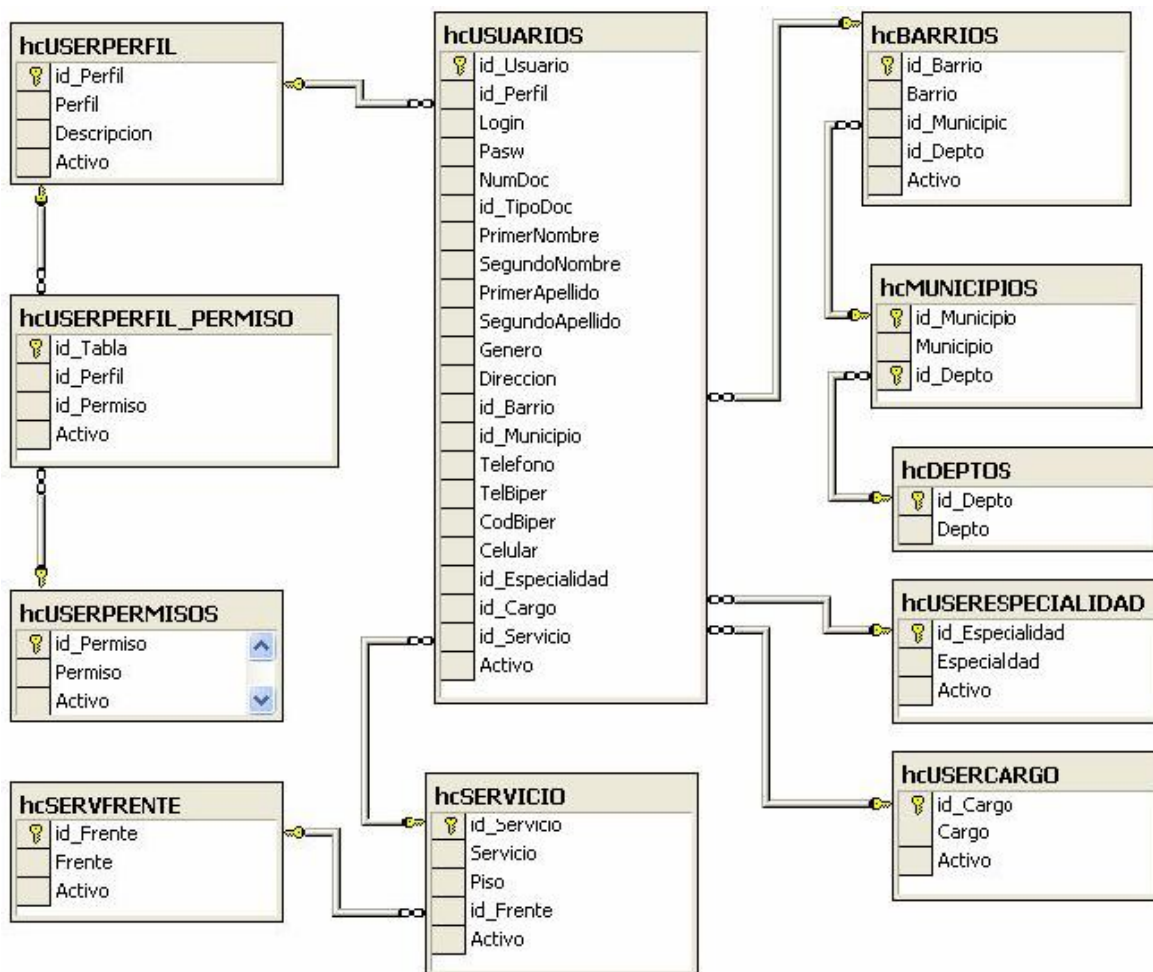 hcUSERPERFIL
id_Perfil
Perfil
Descripcion
Activo
hcUSERPERFIL_PERMISO
id_Tabla
id_Perfil
id_Permiso
Activo
hcUSERPERMISOS
id_Permiso
Permiso
Activo
hcSERVFRENTE
id_Frente
Frente
Activo
hcUSUARIOS
id_Usuario
id_Perfil
Login
Pasw
NumDoc
id_TipoDoc
PrimerNombre
SegundoNombre
PrimerApellido
SegundoApellido
Genero
Direccion
id_Barrio
id_Municipio
Telefono
TelBiper
CodBiper
Celular
id_Especialidad
id_Cargo
id_Servicio
Activo
hcSERVICIO
id_Servicio
Servicio
Piso
id_Frente
Activo
hcBARRIOS
id_Barrio
Barrio
id_Municipic
id_Depto
Activo
hcMUNICIPIOS
id_Municipio
Municipio
id_Depto
hcDEPTOS
id_Depto
Depto
hcUSERESPECIALIDAD
id_Especialidad
Especialdad
Activo
hcUSERCARGO
id_Cargo
Cargo
Activo